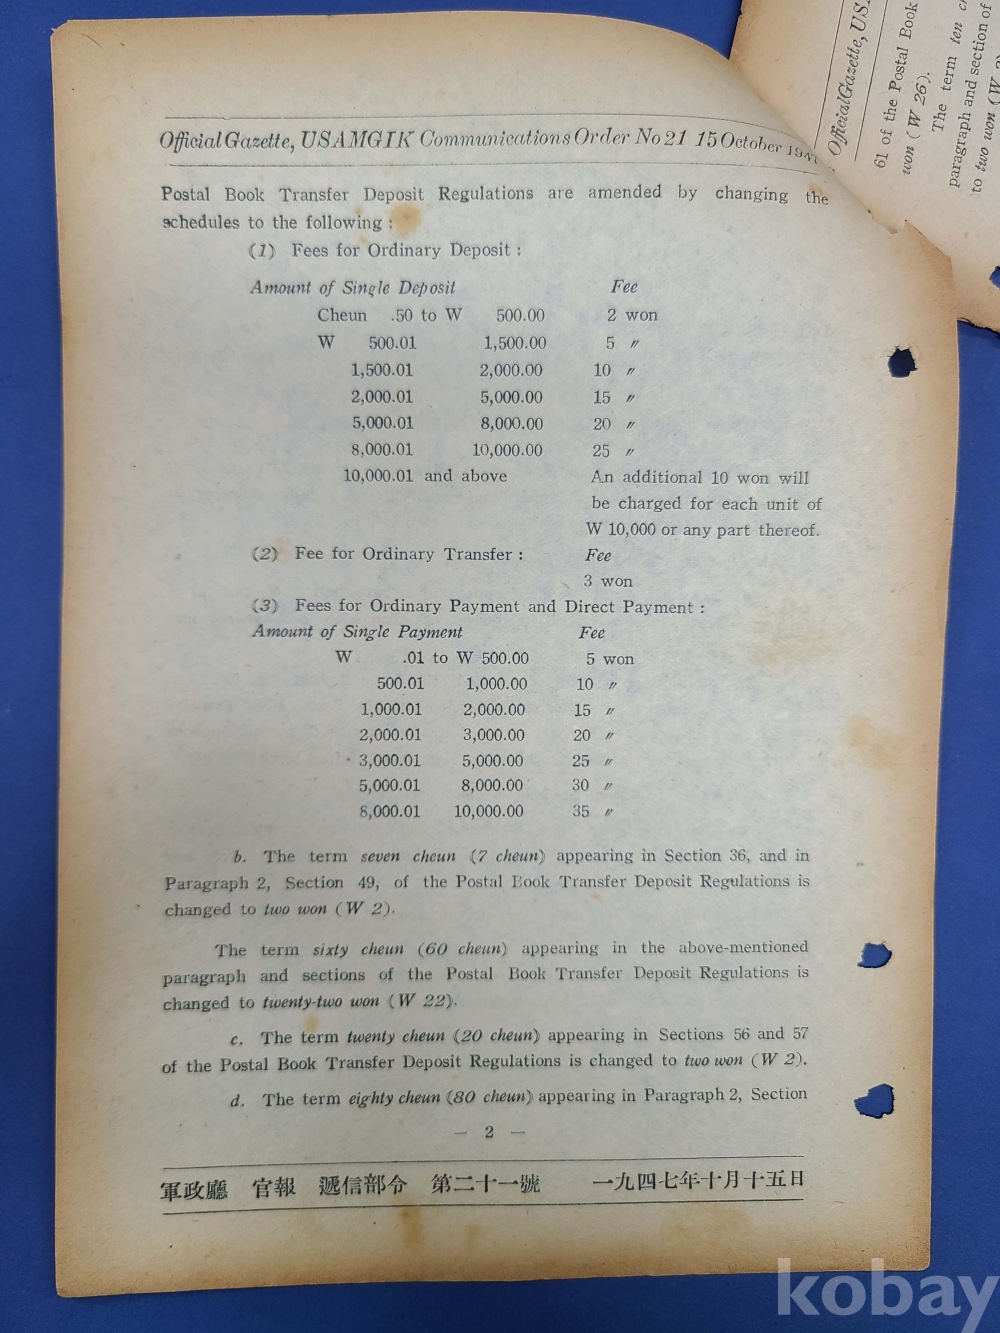 Official Gazette, USAMGIK Communications Order No 21 15 October
Postal Book Transfer Deposit Regulations are amended by changing the
schedules to the following :
(1) Fees for Ordinary Deposit :
Amount of Single Deposit Fee
Cheun .50 to W 500.00 2 won
W 500.01 1,500.00 5 〃
1,500.01 2,000.00 10 〃
2,000.01 5,000.00 15 〃
5,000.01 8,000.00 20 〃
8,000.01 10,000.00 25 〃
10,000.01 and above An additional 10 won will
be charged for each unit of
W 10,000 or any part thereof.
(2) Fee for Ordinary Transfer : Fee
3 won
(3) Fees for Ordinary Payment and Direct Payment :
Amount of Single Payment Fee
W .01 to W 500.00 5 won
500.01 1,000.00 10 〃
1,000.01 2,000.00 15 〃
2,000.01 3,000.00 20 〃
3,000.01 5,000.00 25 〃
5,000.01 8,000.00 30 〃
8,000.01 10,000.00 35 〃
b. The term seven cheun (7 cheun) appearing in Section 36, and in
Paragraph 2, Section 49, of the Postal Book Transfer Deposit Regulations is
changed to two won (W 2).
The term sixty cheun (60 cheun) appearing in the above-mentioned
paragraph and sections of the Postal Book Transfer Deposit Regulations is
changed to twenty-two won (W 22).
c. The term twenty cheun (20 cheun) appearing in Sections 56 and 57
of the Postal Book Transfer Deposit Regulations is changed to two won (W 2).
d. The term eighty cheun (80 cheun) appearing in Paragraph 2, Section
— 2 —
軍政廳 官報 遞信部令 第二十一號 一九四七年十月十五日
Official Gazette,
61 of the Postal Book
won (W 26).
The term ten
paragraph and section of
to two won (W
kobay